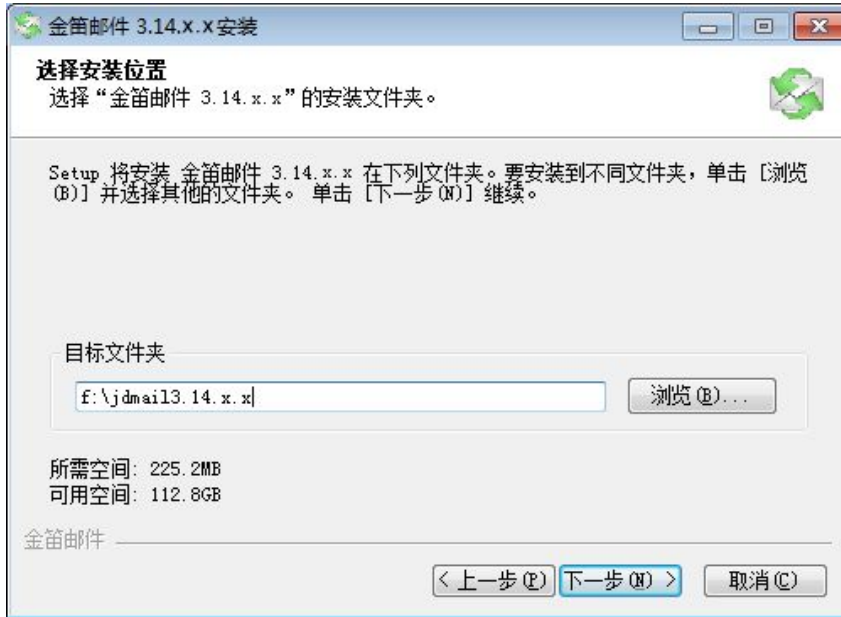 金笛邮件 3.14.x.x安装
选择安装位置
选择“金笛邮件 3.14.x.x”的安装文件夹。
Setup 将安装 金笛邮件 3.14.x.x 在下列文件夹。要安装到不同文件夹，单击 [浏览
(B)] 并选择其他的文件夹。 单击 [下一步(N)] 继续。
目标文件夹
f:\jdmail3.14.x.x
浏览(B)...
所需空间: 225.2MB
可用空间: 112.8GB
金笛邮件
< 上一步(P) 下一步(N) > 取消(C)